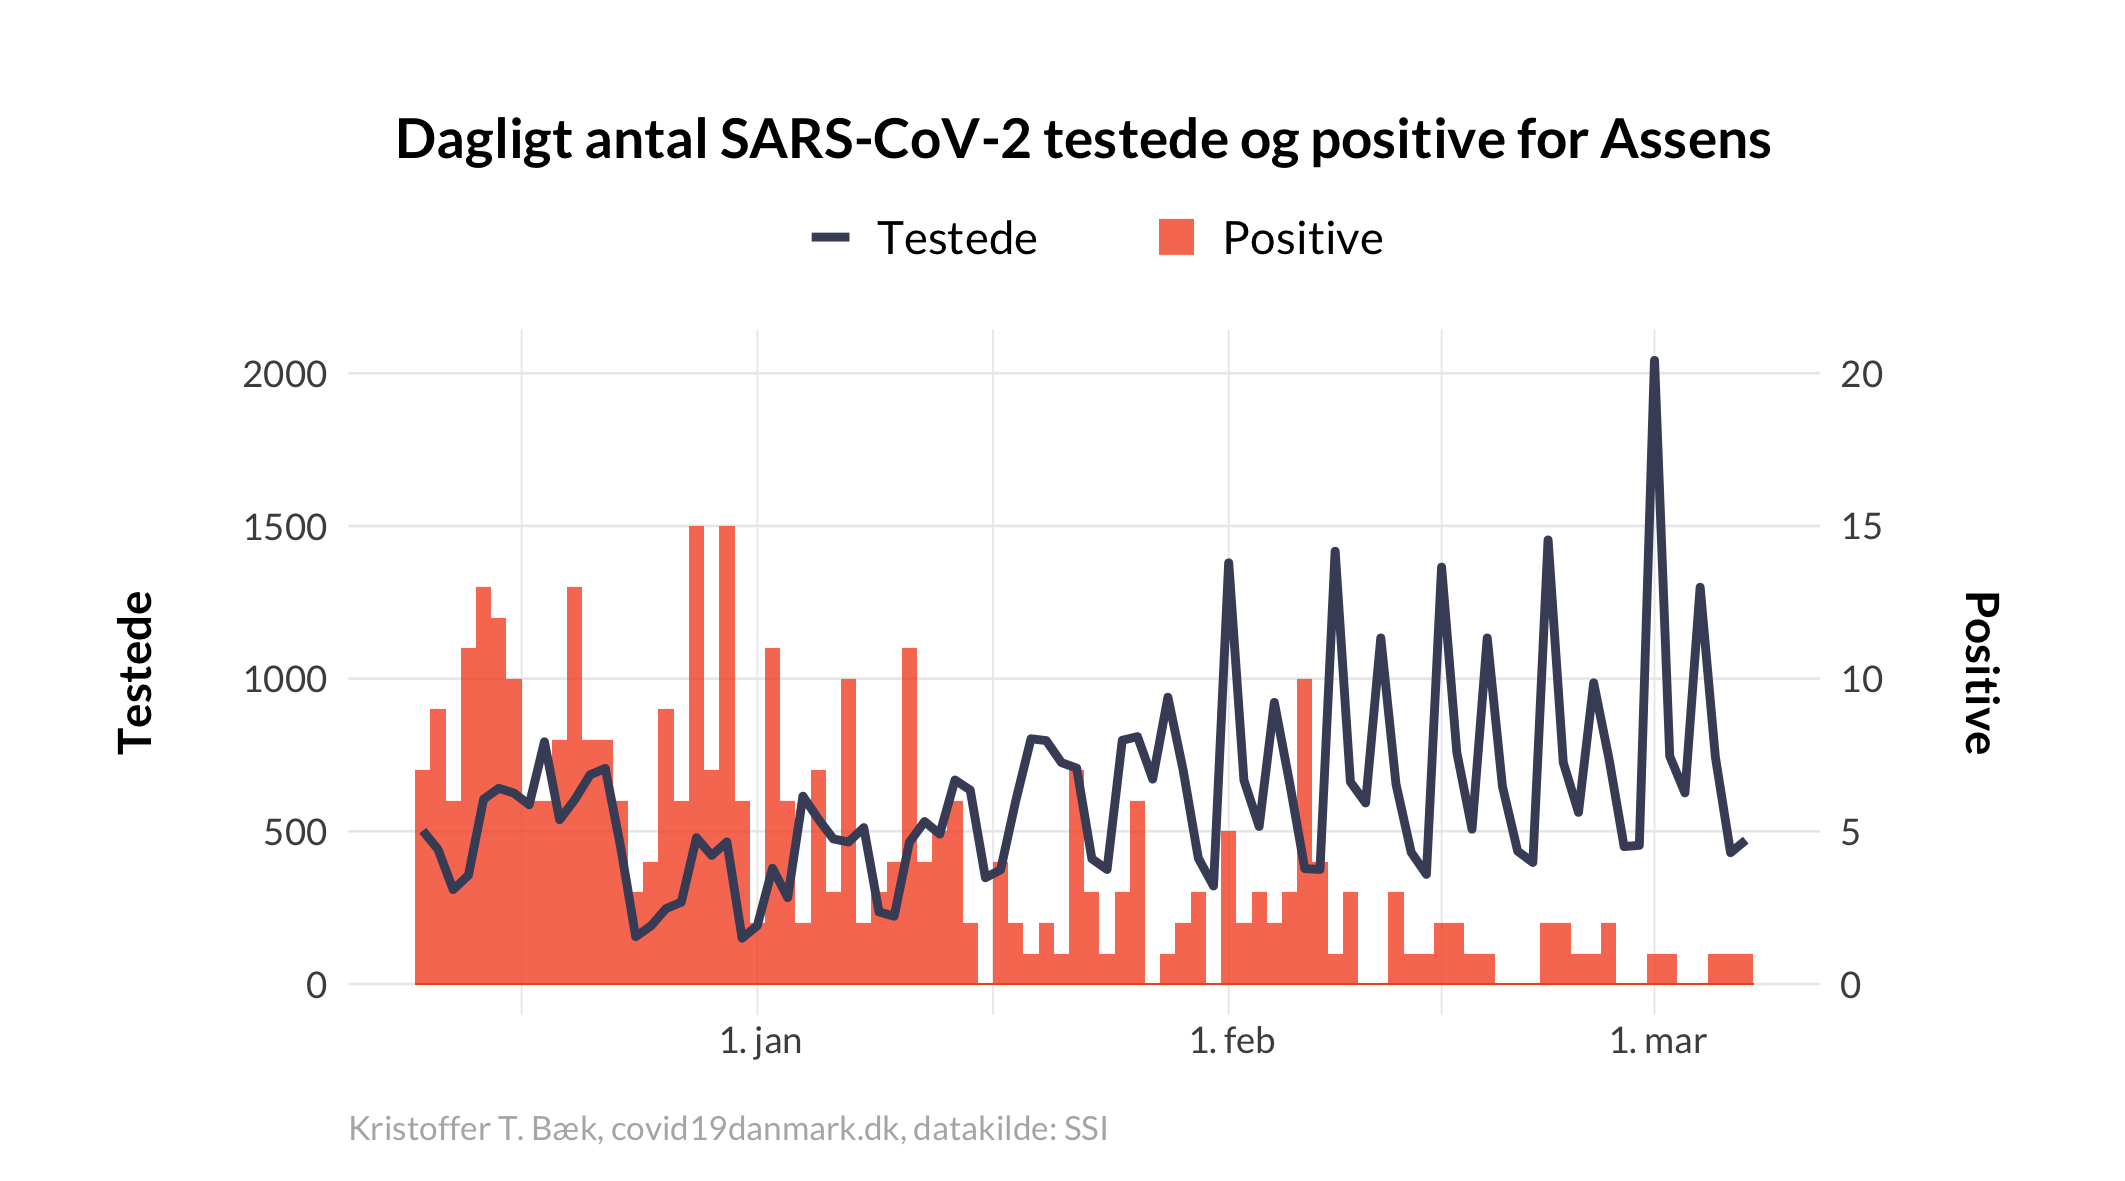 Dagligt antal SARS-CoV-2 testede og positive for Assens
Testede
Positive
2000
1500
1000
500
0
20
15
10
5
0
Testede
Positive
1. jan
1. feb
1. mar
Kristoffer T. Bæk, covid19danmark.dk, datakilde: SSI